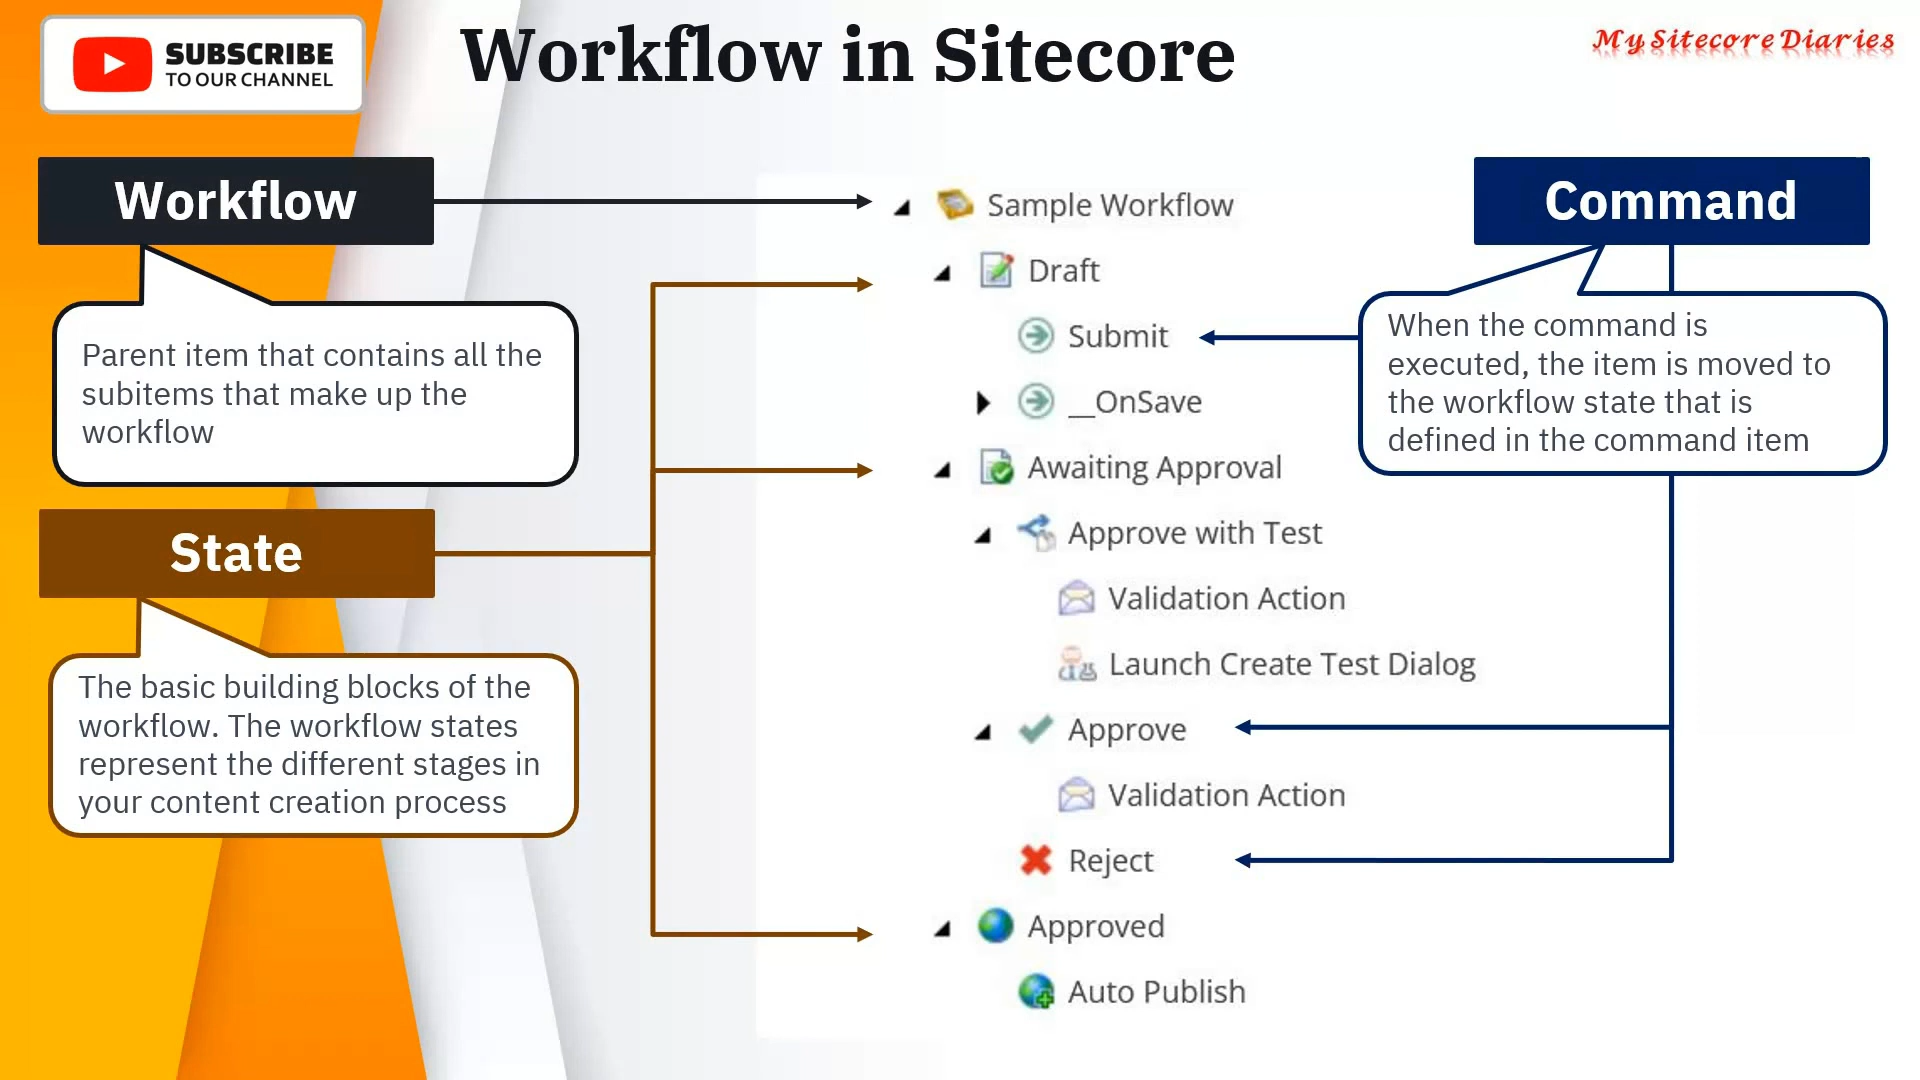 SUBSCRIBE
TO OUR CHANNEL
Workflow in Sitecore
My Sitecore Diaries
Workflow
Parent item that contains all the
subitems that make up the
workflow
State
The basic building blocks of the
workflow. The workflow states
represent the different stages in
your content creation process
Sample Workflow
Draft
Submit
__OnSave
Awaiting Approval
Approve with Test
Validation Action
Launch Create Test Dialog
Approve
Validation Action
Reject
Approved
Auto Publish
Command
When the command is
executed, the item is moved to
the workflow state that is
defined in the command item